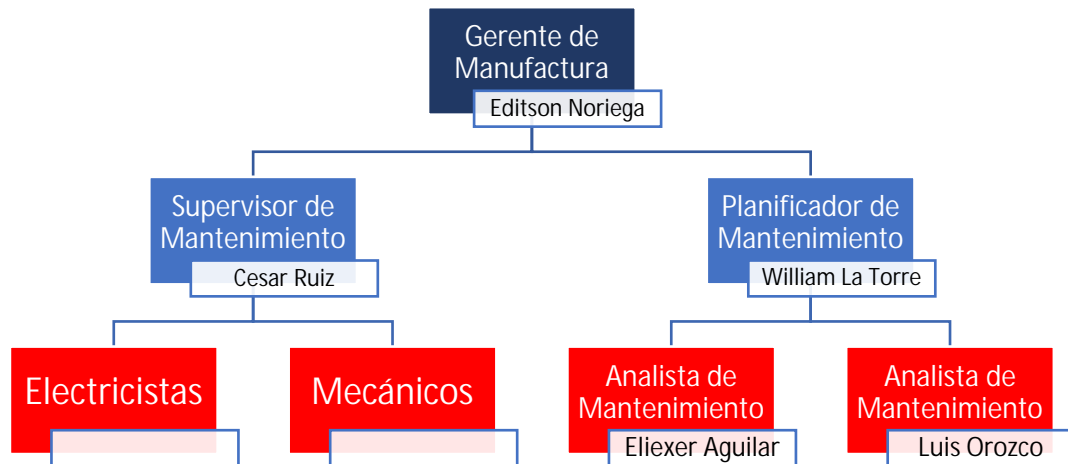 Gerente de
Manufactura
Editson Noriega
Supervisor de
Mantenimiento
Cesar Ruiz
Planificador de
Mantenimiento
William La Torre
Electricistas
Mecánicos
Analista de
Mantenimiento
Eliexer Aguilar
Analista de
Mantenimiento
Luis Orozco